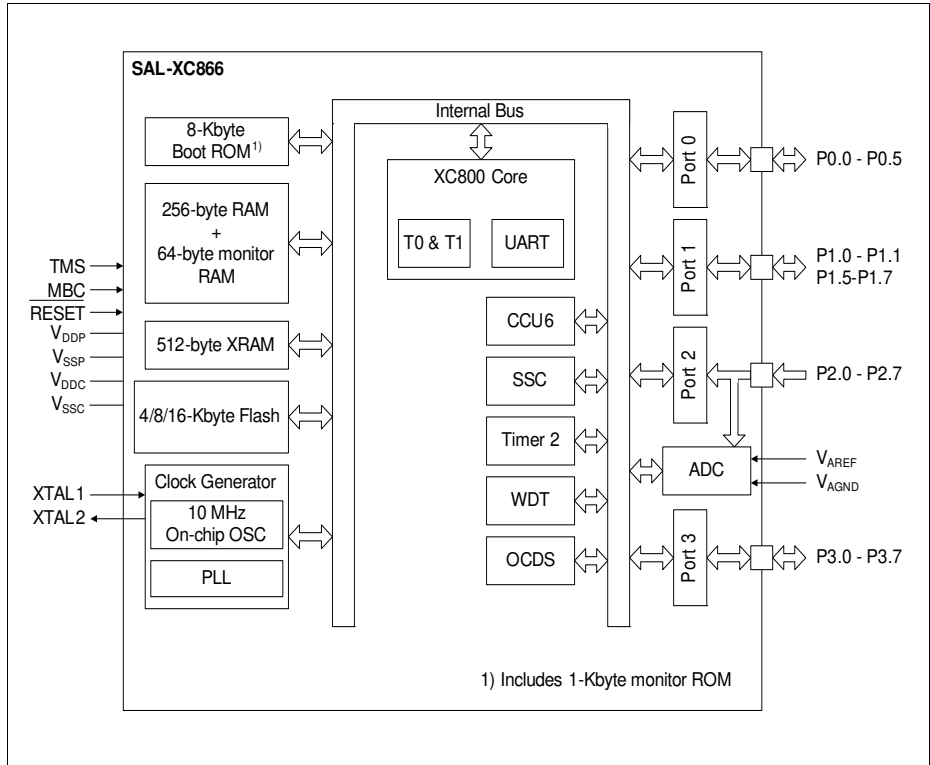 SAL-XC866
Internal Bus
8-Kbyte
Boot ROM1)
256-byte RAM
+
64-byte monitor
RAM
512-byte XRAM
4/8/16-Kbyte Flash
Clock Generator
10 MHz
On-chip OSC
PLL
TMS
MBC
RESET
VDDP
VSSP
VDDC
VSSC
XTAL1
XTAL2
XC800 Core
T0 & T1
UART
CCU6
SSC
Timer 2
WDT
OCDS
Port 0
Port 1
Port 2
ADC
Port 3
P0.0 - P0.5
P1.0 - P1.1
P1.5-P1.7
P2.0 - P2.7
VAREF
VAGND
P3.0 - P3.7
1) Includes 1-Kbyte monitor ROM